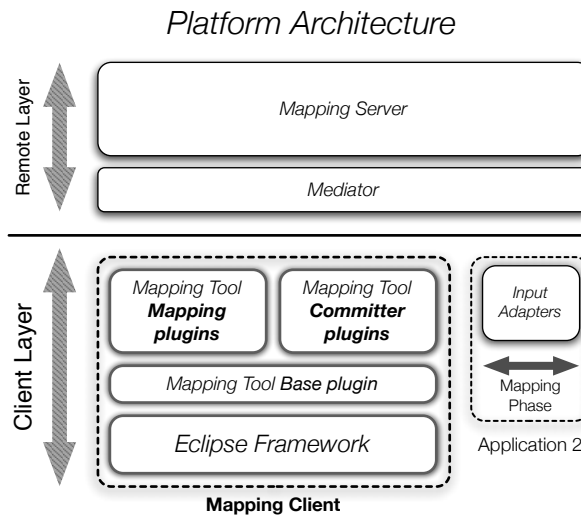 Platform Architecture
Remote Layer
Mapping Server
Mediator
Client Layer
Mapping Tool
Mapping
plugins
Mapping Tool
Committer
plugins
Mapping Tool Base plugin
Eclipse Framework
Mapping Client
Input
Adapters
Mapping
Phase
Application 2